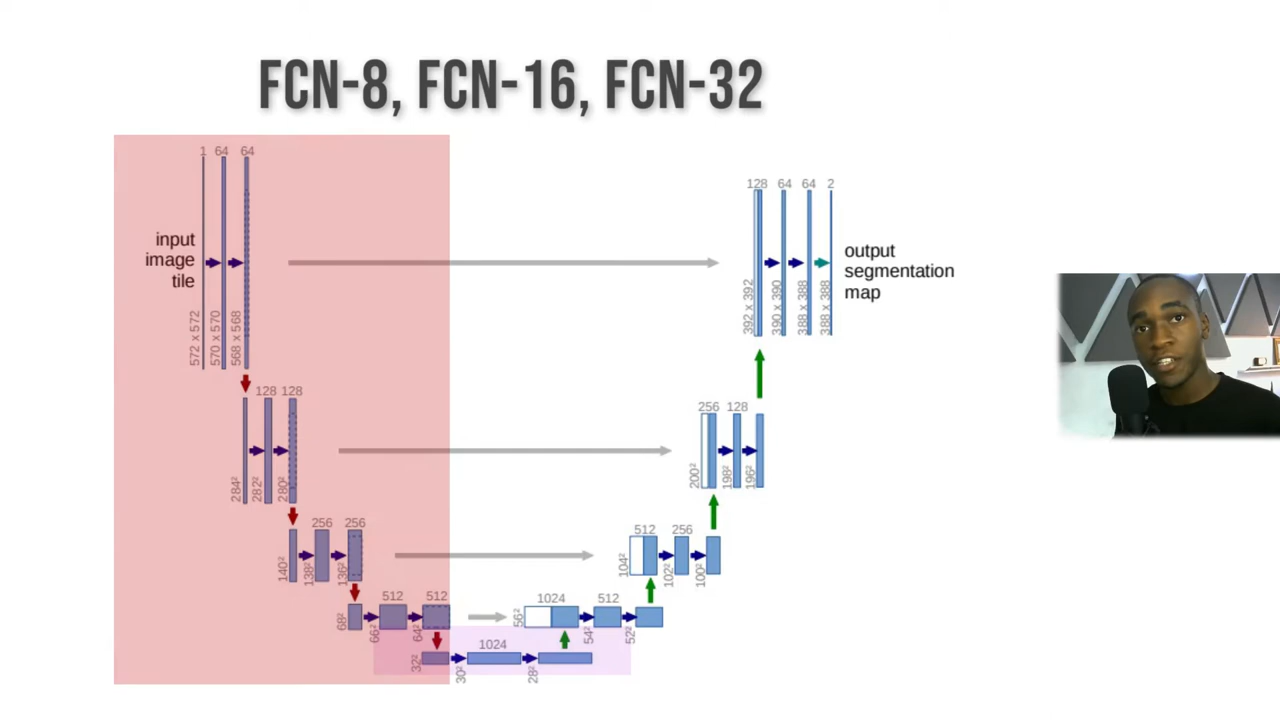 FCN-8, FCN-16, FCN-32
1 64 64
input
image
tile
572 x 572
570 x 570
568 x 568
128 128
284²
282²
280²
256 256
140²
138²
136²
512 512
68²
66²
64²
1024
32²
30²
28²
1024 512
56²
54²
52²
512 256
104²
102²
100²
256 128
200²
198²
196²
128 64 64 2
392 x 392
390 x 390
388 x 388
388 x 388
output
segmentation
map